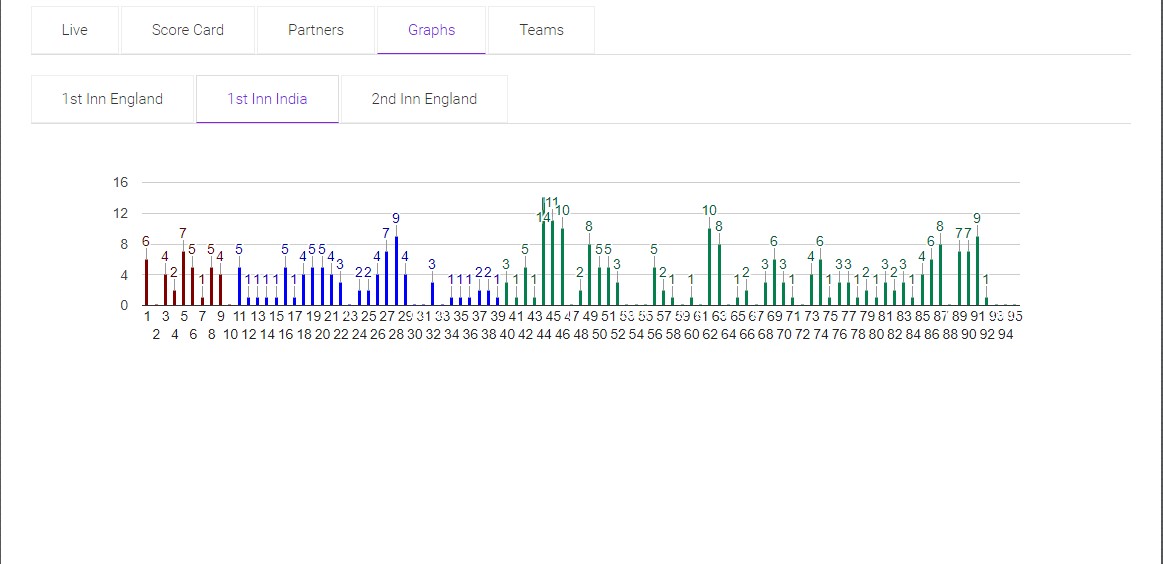 Live Score Card Partners Graphs Teams
1st Inn England 1st Inn India 2nd Inn England
16
12
8
4
0
6 4 2 7 5 1 5 4 5 1 1 1 1 5 1 4 5 5 4 3 2 2 4 7 9 4 3 1 1 1 2 2 1 3 1 5 1 14 11 10 2 8 5 5 3 5 2 1 1 10 8 1 2 3 6 3 1 4 6 1 3 3 1 2 1 3 2 3 1 4 6 8 7 7 9 1
1 3 5 7 9 11 13 15 17 19 21 23 25 27 29 31 33 35 37 39 41 43 45 47 49 51 53 55 57 59 61 63 65 67 69 71 73 75 77 79 81 83 85 87 89 91 93 95
2 4 6 8 10 12 14 16 18 20 22 24 26 28 30 32 34 36 38 40 42 44 46 48 50 52 54 56 58 60 62 64 66 68 70 72 74 76 78 80 82 84 86 88 90 92 94